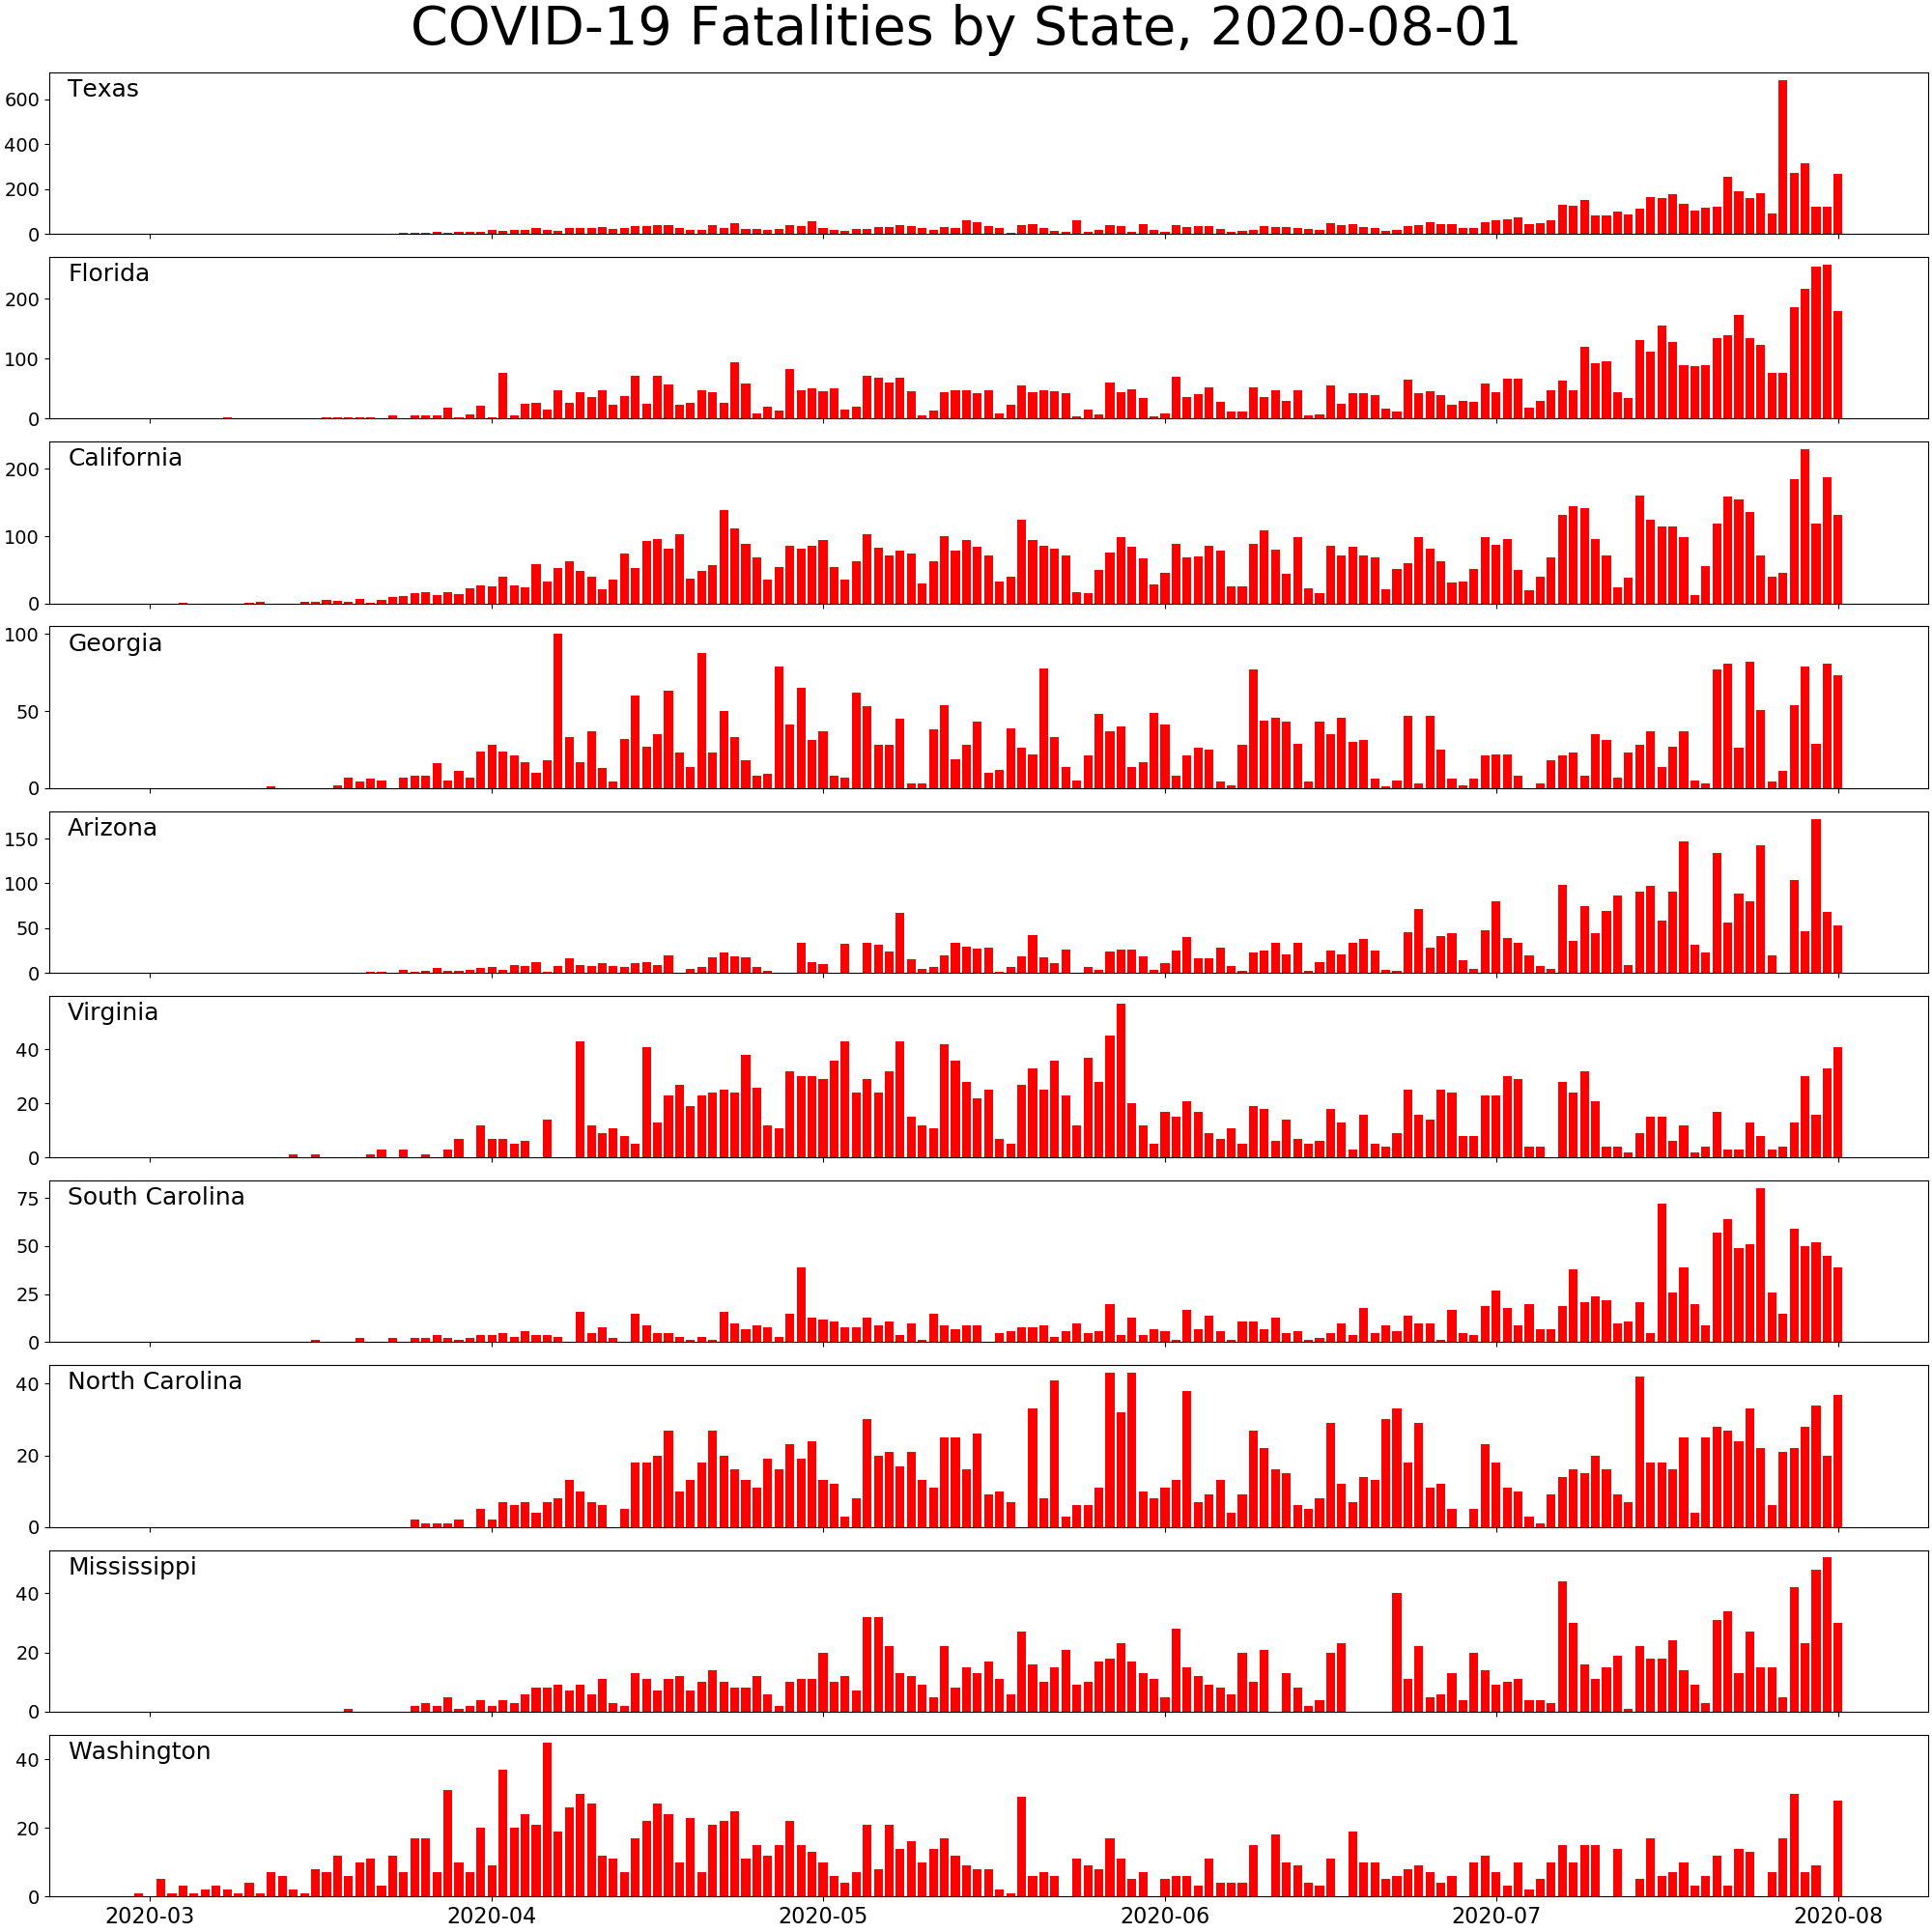 COVID-19 Fatalities by State, 2020-08-01
Texas
600
400
200
0
Florida
200
100
0
California
200
100
0
Georgia
100
50
0
Arizona
150
100
50
0
Virginia
40
20
0
South Carolina
75
50
25
0
North Carolina
40
20
0
Mississippi
40
20
0
Washington
40
20
0
2020-03 2020-04 2020-05 2020-06 2020-07 2020-08